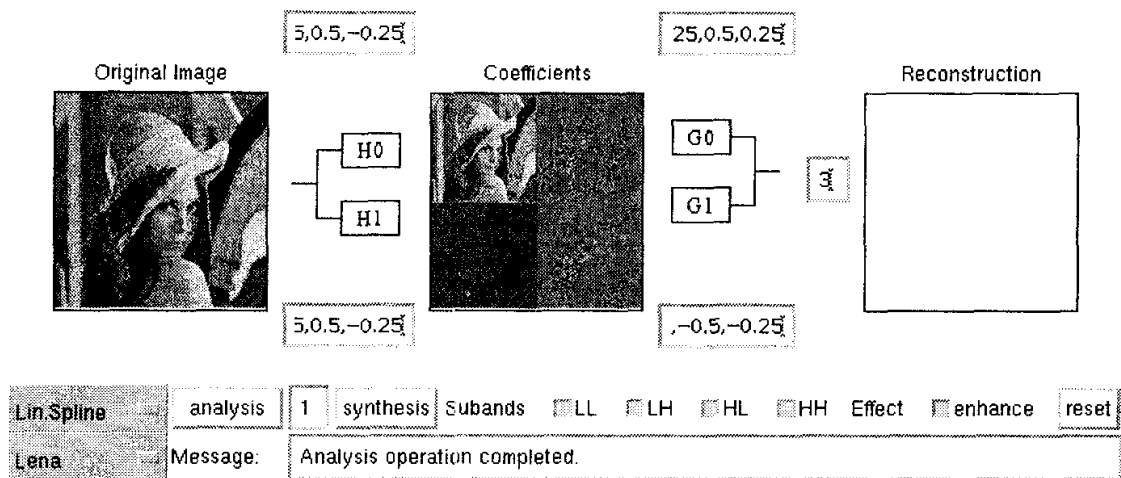 5,0.5,−0.25
25,0.5,0.25
Original Image
Coefficients
Reconstruction
H0
H1
G0
G1
3
5,0.5,−0.25
,−0.5,−0.25
Lin.Spline
analysis
1
synthesis
Subands
LL
LH
HL
HH
Effect
enhance
reset
Lena
Message:
Analysis operation completed.